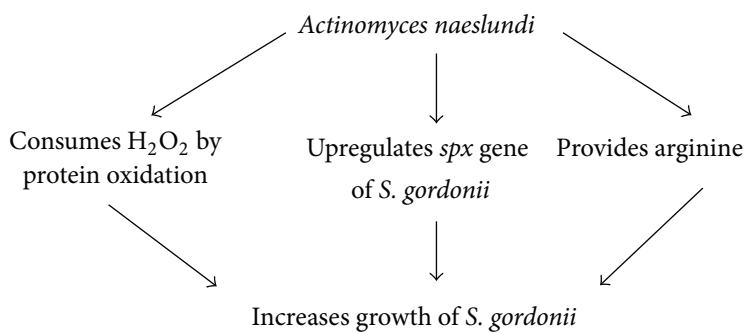 Actinomyces naeslundi
Consumes H₂O₂ by
protein oxidation
Upregulates spx gene
of S. gordonii
Provides arginine
Increases growth of S. gordonii